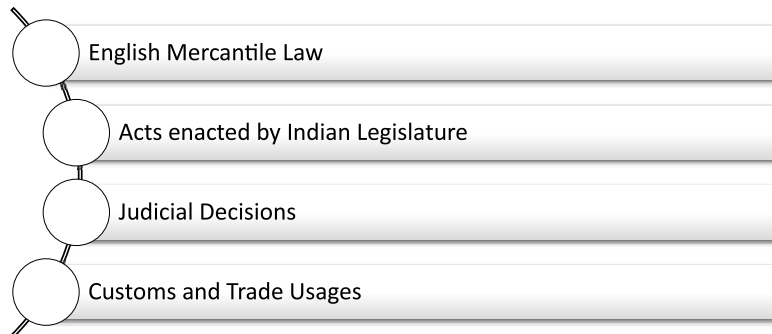 English Mercantile Law
Acts enacted by Indian Legislature
Judicial Decisions
Customs and Trade Usages